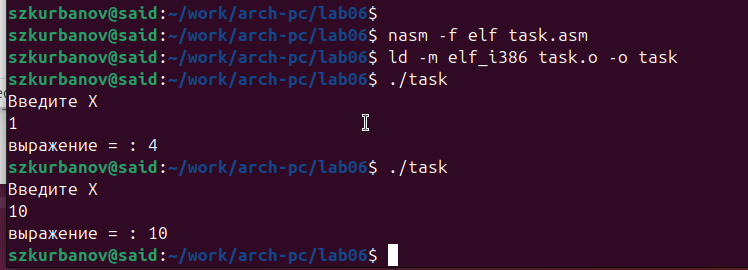 szkurbanov@said:~/work/arch-pc/lab06$
szkurbanov@said:~/work/arch-pc/lab06$ nasm -f elf task.asm
szkurbanov@said:~/work/arch-pc/lab06$ ld -m elf_i386 task.o -o task
szkurbanov@said:~/work/arch-pc/lab06$ ./task
Введите X
1
выражение = : 4
szkurbanov@said:~/work/arch-pc/lab06$ ./task
Введите X
10
выражение = : 10
szkurbanov@said:~/work/arch-pc/lab06$